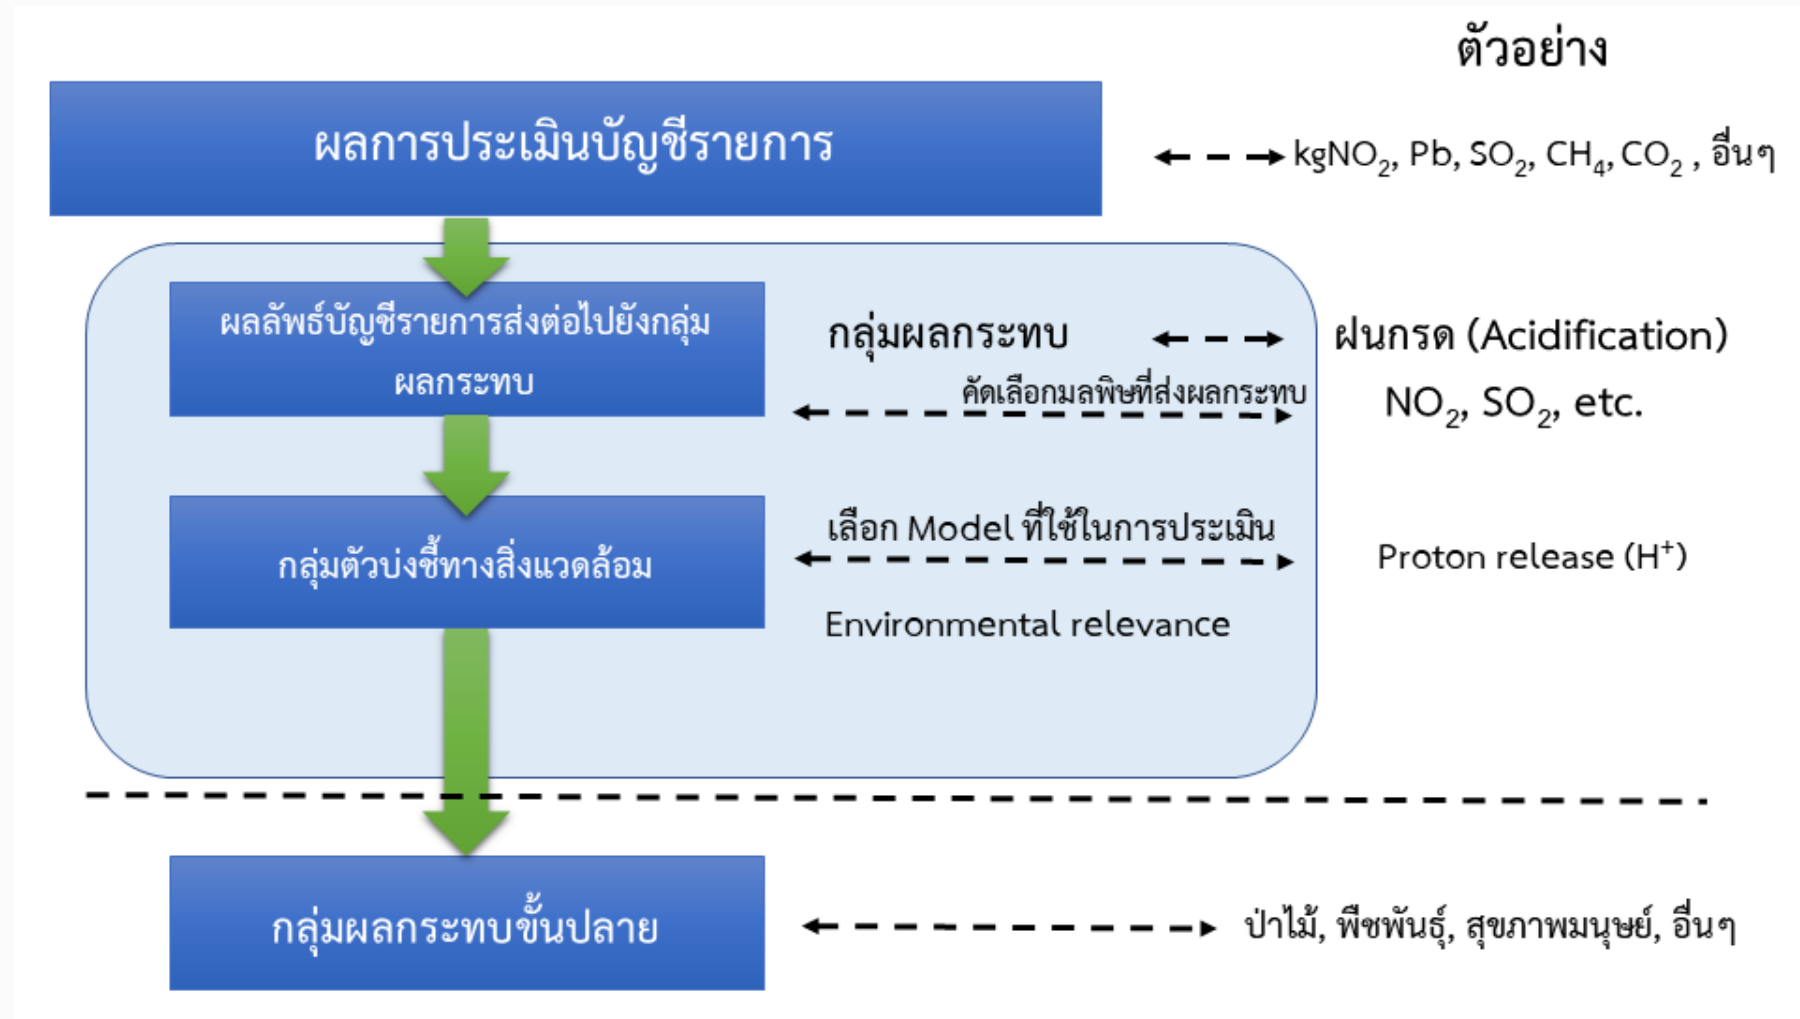 ตัวอย่าง
ผลการประเมินบัญชีรายการ
kgNO₂, Pb, SO₂, CH₄, CO₂ , อื่นๆ
ผลลัพธ์บัญชีรายการส่งต่อไปยังกลุ่ม
ผลกระทบ
กลุ่มผลกระทบ
ฝนกรด (Acidification)
คัดเลือกมลพิษที่ส่งผลกระทบ
NO₂, SO₂, etc.
กลุ่มตัวบ่งชี้ทางสิ่งแวดล้อม
เลือก Model ที่ใช้ในการประเมิน
Proton release (H⁺)
Environmental relevance
กลุ่มผลกระทบขั้นปลาย
ป่าไม้, พืชพันธุ์, สุขภาพมนุษย์, อื่นๆ